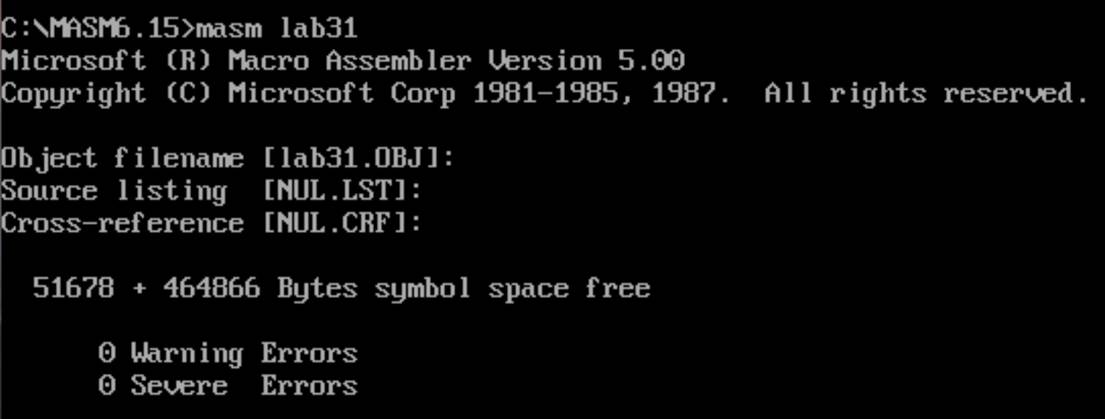 C:\MASM6.15>masm lab31
Microsoft (R) Macro Assembler Version 5.00
Copyright (C) Microsoft Corp 1981-1985, 1987.  All rights reserved.
Object filename [lab31.OBJ]:
Source listing  [NUL.LST]:
Cross-reference [NUL.CRF]:
51678 + 464866 Bytes symbol space free
0 Warning Errors
0 Severe  Errors